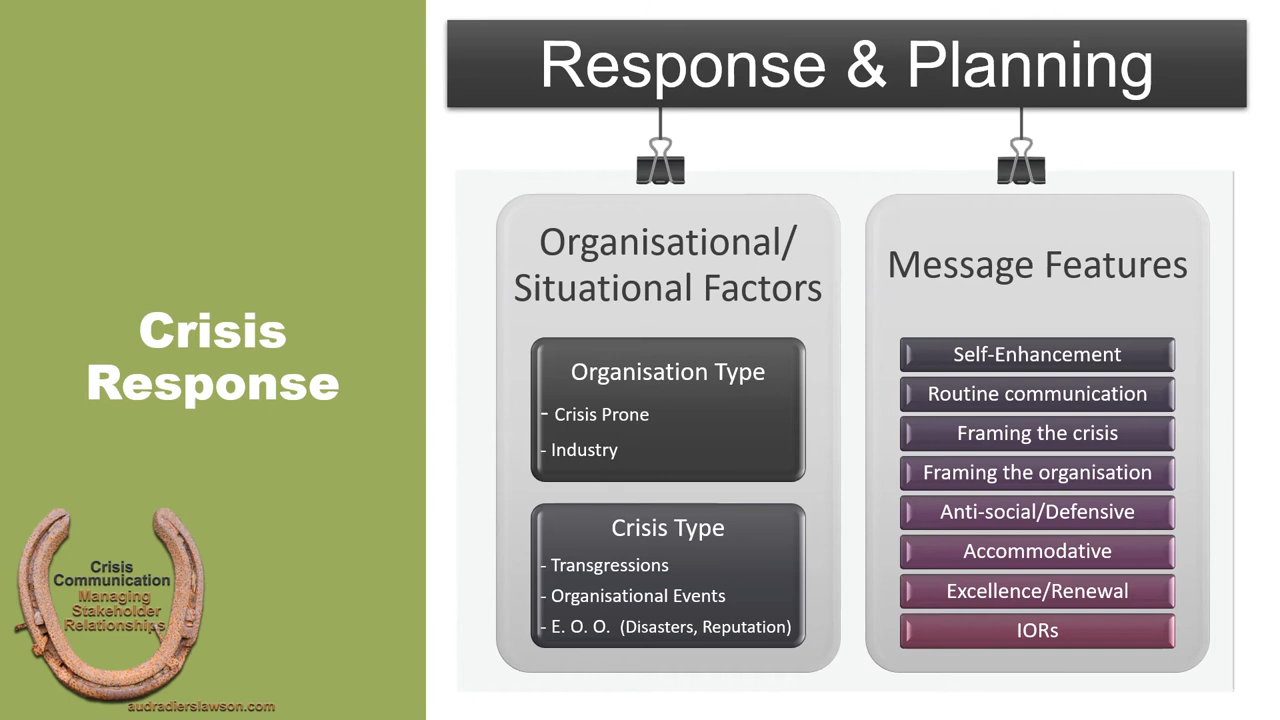 Response & Planning
Crisis
Response
Organisational/
Situational Factors
Organisation Type
- Crisis Prone
- Industry
Crisis Type
- Transgressions
- Organisational Events
- E. O. O. (Disasters, Reputation)
Message Features
Self-Enhancement
Routine communication
Framing the crisis
Framing the organisation
Anti-social/Defensive
Accommodative
Excellence/Renewal
IORs
Crisis
Communication
Managing
Stakeholder
Relationships
audradierslawson.com